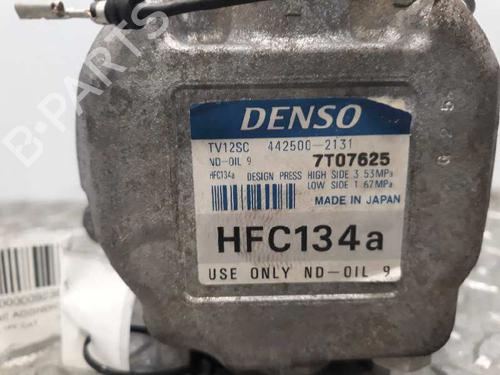 B-PARTS
DENSO
TV12SC 442500-2131
ND-OIL 9 7T07625
HFC134a DESIGN PRESS HIGH SIDE 3.53MPa
LOW SIDE 1.67MPa
MADE IN JAPAN
HFC134a
USE ONLY ND-OIL 9